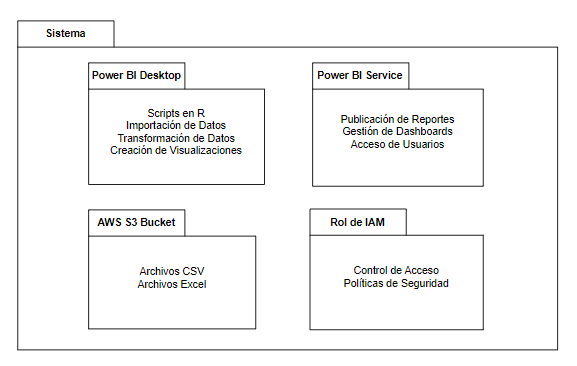 Sistema
Power BI Desktop
Scripts en R
Importación de Datos
Transformación de Datos
Creación de Visualizaciones
Power BI Service
Publicación de Reportes
Gestión de Dashboards
Acceso de Usuarios
AWS S3 Bucket
Archivos CSV
Archivos Excel
Rol de IAM
Control de Acceso
Políticas de Seguridad